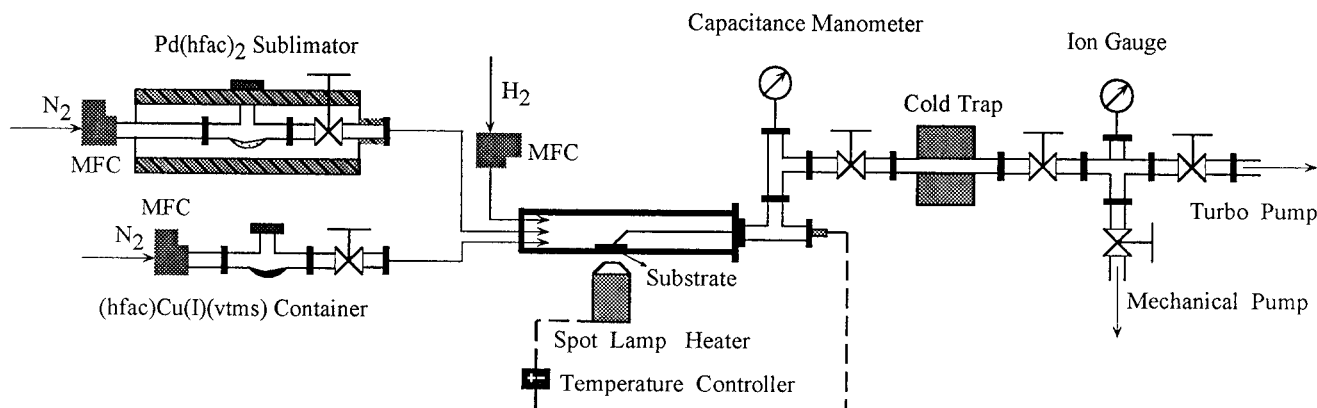 Capacitance Manometer
Ion Gauge
Pd(hfac)2 Sublimator
N2
H2
Cold Trap
MFC
MFC
MFC
N2
Turbo Pump
Substrate
(hfac)Cu(I)(vtms) Container
Mechanical Pump
Spot Lamp Heater
Temperature Controller